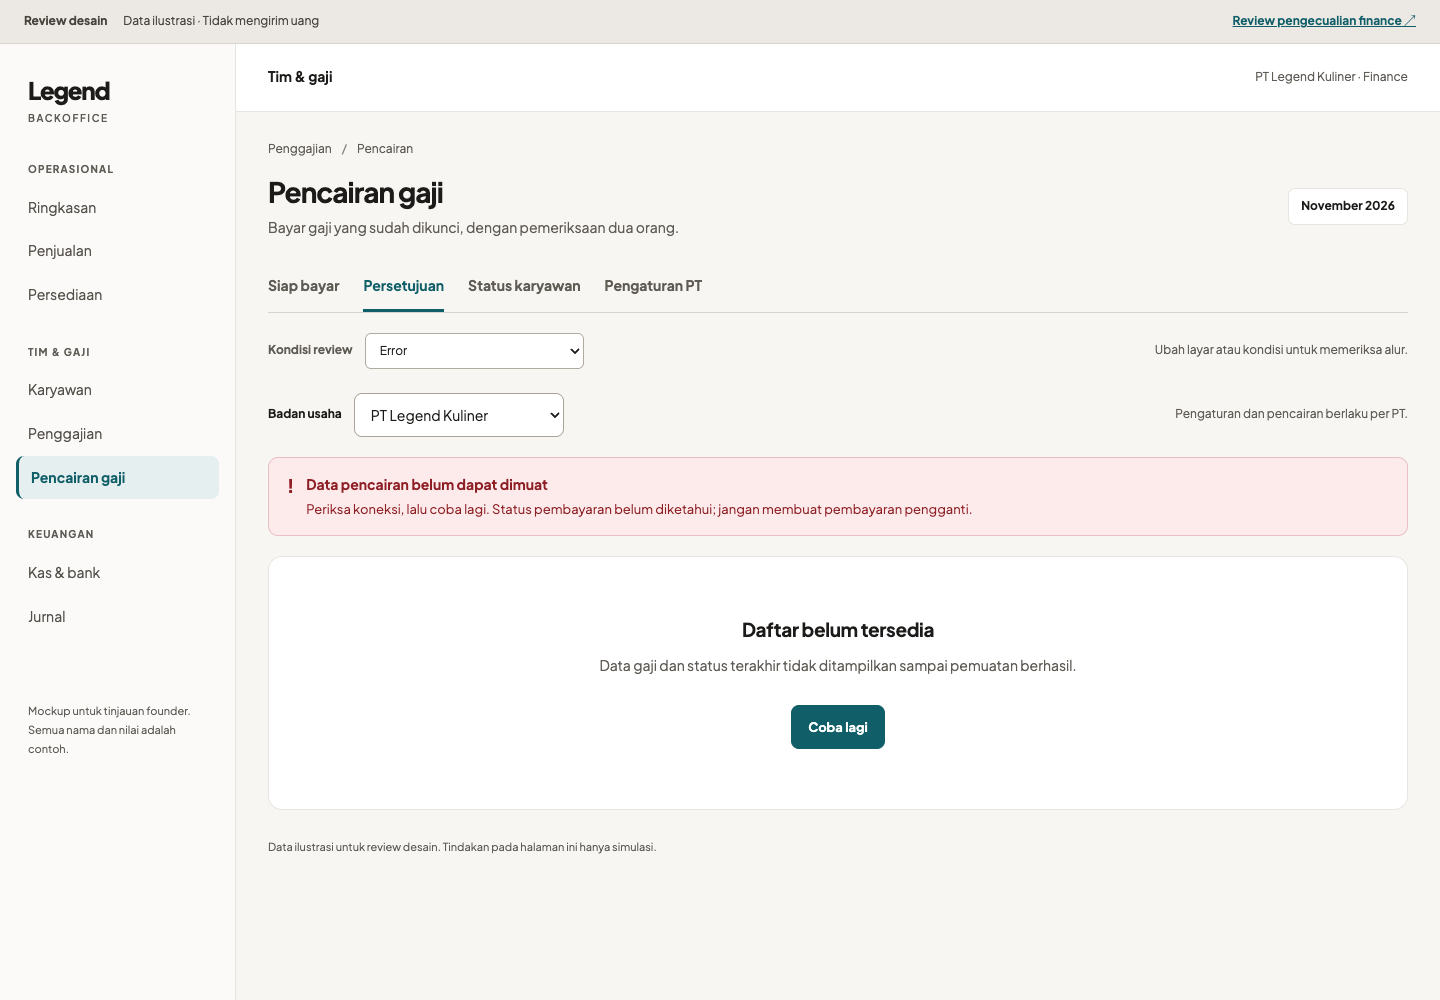 Review desain
Data ilustrasi · Tidak mengirim uang
Review pengecualian finance ↗
Legend
BACKOFFICE
OPERASIONAL
Ringkasan
Penjualan
Persediaan
TIM & GAJI
Karyawan
Penggajian
Pencairan gaji
KEUANGAN
Kas & bank
Jurnal
Mockup untuk tinjauan founder.
Semua nama dan nilai adalah
contoh.
Tim & gaji
PT Legend Kuliner · Finance
Penggajian / Pencairan
Pencairan gaji
Bayar gaji yang sudah dikunci, dengan pemeriksaan dua orang.
November 2026
Siap bayar
Persetujuan
Status karyawan
Pengaturan PT
Kondisi review
Error
Ubah layar atau kondisi untuk memeriksa alur.
Badan usaha
PT Legend Kuliner
Pengaturan dan pencairan berlaku per PT.
! Data pencairan belum dapat dimuat
Periksa koneksi, lalu coba lagi. Status pembayaran belum diketahui; jangan membuat pembayaran pengganti.
Daftar belum tersedia
Data gaji dan status terakhir tidak ditampilkan sampai pemuatan berhasil.
Coba lagi
Data ilustrasi untuk review desain. Tindakan pada halaman ini hanya simulasi.